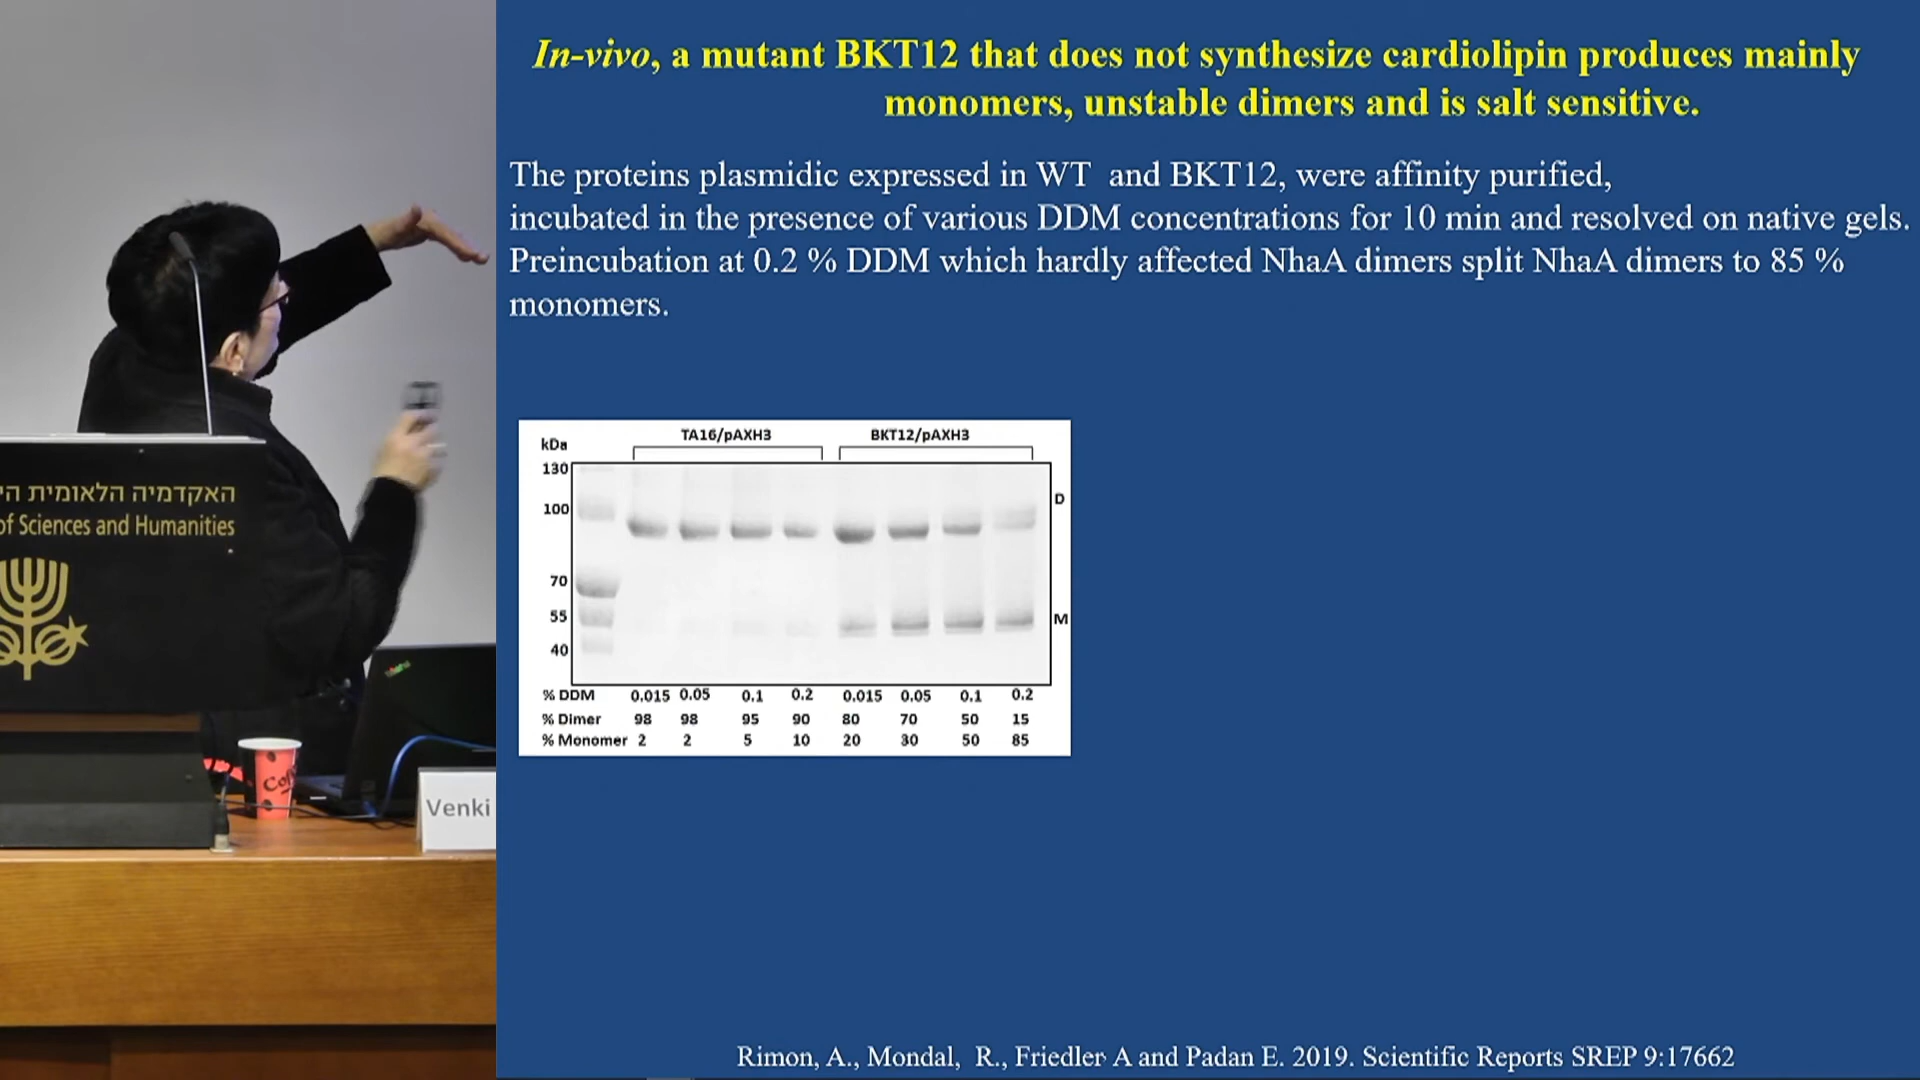 In-vivo, a mutant BKT12 that does not synthesize cardiolipin produces mainly
monomers, unstable dimers and is salt sensitive.
The proteins plasmidic expressed in WT and BKT12, were affinity purified,
incubated in the presence of various DDM concentrations for 10 min and resolved on native gels.
Preincubation at 0.2 % DDM which hardly affected NhaA dimers split NhaA dimers to 85 %
monomers.
TA16/pAXH3 BKT12/pAXH3
kDa
130
100
70
55
40
D
M
% DDM 0.015 0.05 0.1 0.2 0.015 0.05 0.1 0.2
% Dimer 98 98 95 90 80 70 50 15
% Monomer 2 2 5 10 20 30 50 85
Rimon, A., Mondal, R., Friedler A and Padan E. 2019. Scientific Reports SREP 9:17662
האקדמיה הלאומית
of Sciences and Humanities
Venki